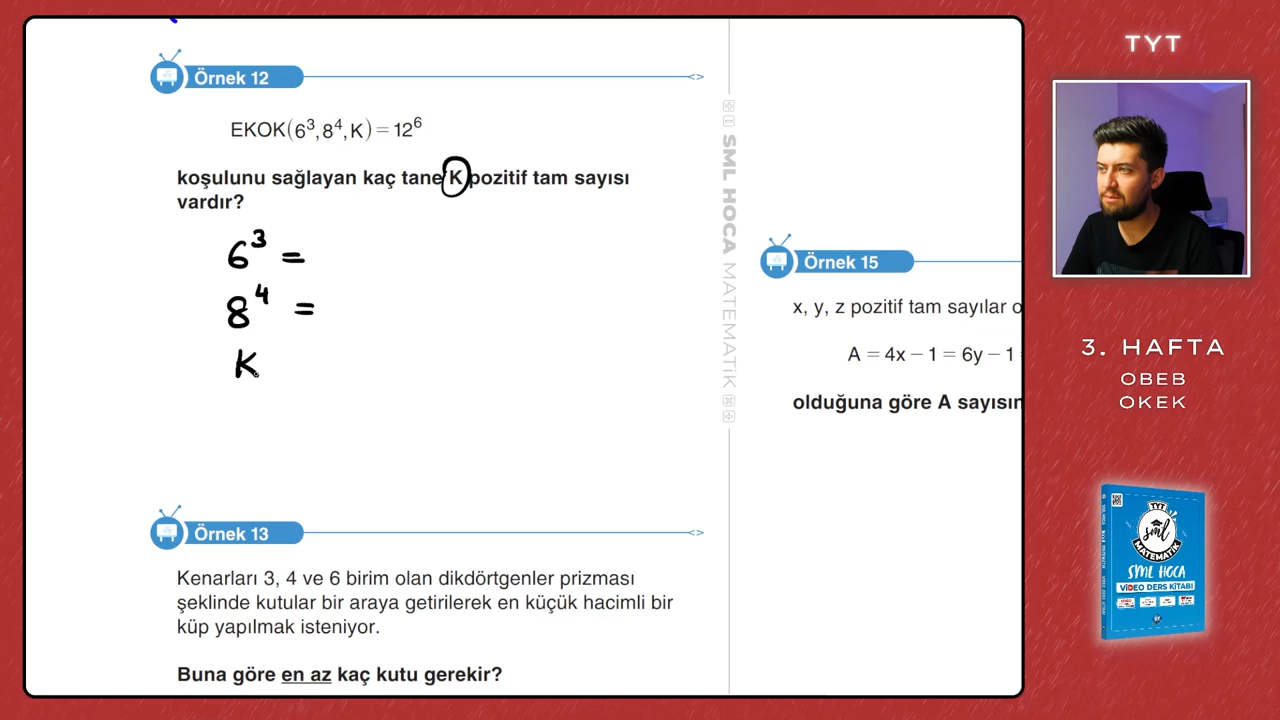 Örnek 12
EKOK(6³, 8⁴, K) = 12⁶
koşulunu sağlayan kaç tane K pozitif tam sayısı
vardır?
6³ =
8⁴ =
K
Örnek 13
Kenarları 3, 4 ve 6 birim olan dikdörtgenler prizması
şeklinde kutular bir araya getirilerek en küçük hacimli bir
küp yapılmak isteniyor.
Buna göre en az kaç kutu gerekir?
SML HOCA MATEMATİK
Örnek 15
x, y, z pozitif tam sayılar o
A = 4x − 1 = 6y − 1
olduğuna göre A sayısın
TYT
3. HAFTA
OBEB
OKEK
TYT
sml
MATEMATİK
SML HOCA
VİDEO DERS KİTABI